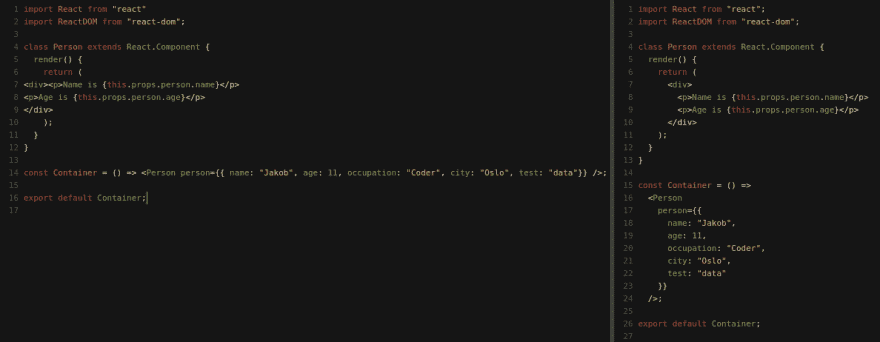 1 import React from "react"
2 import ReactDOM from "react-dom";
3
4 class Person extends React.Component {
5   render() {
6     return (
7 <div><p>Name is {this.props.person.name}</p>
8 <p>Age is {this.props.person.age}</p>
9 </div>
10     );
11   }
12 }
13
14 const Container = () => <Person person={{ name: "Jakob", age: 11, occupation: "Coder", city: "Oslo", test: "data"}} />;
15
16 export default Container;
17
1 import React from "react";
2 import ReactDOM from "react-dom";
3
4 class Person extends React.Component {
5   render() {
6     return (
7       <div>
8         <p>Name is {this.props.person.name}</p>
9         <p>Age is {this.props.person.age}</p>
10       </div>
11     );
12   }
13 }
14
15 const Container = () =>
16   <Person
17     person={{
18       name: "Jakob",
19       age: 11,
20       occupation: "Coder",
21       city: "Oslo",
22       test: "data"
23     }}
24   />;
25
26 export default Container;
27